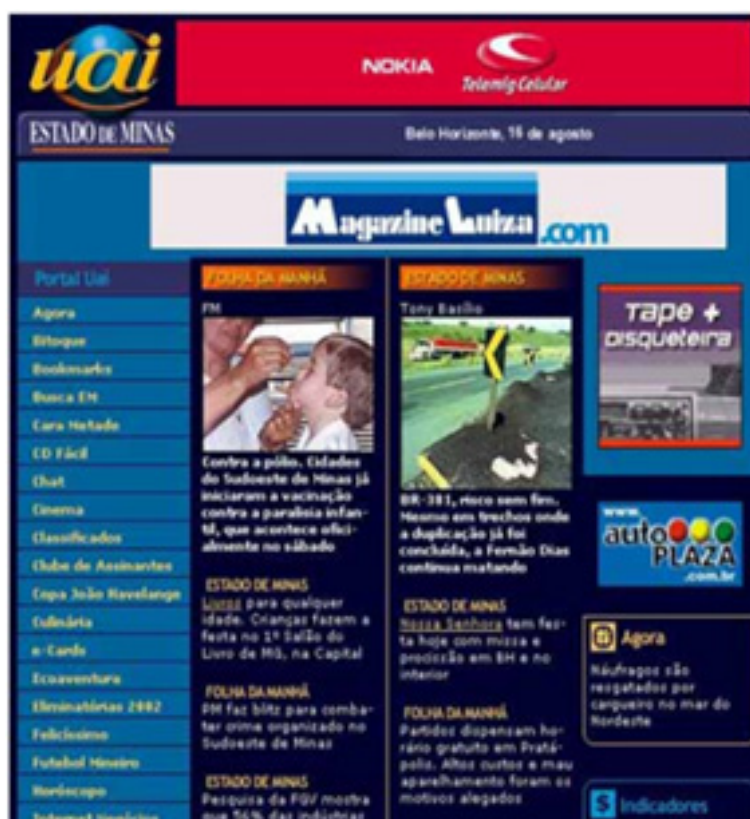 uai
ESTADO DE MINAS
NOKIA
Telemig Celular
Belo Horizonte, 16 de agosto
Magazine Luiza .com
Portal Uai
Agora
Bitoque
Bookmarks
Busca EM
Cara Metade
CD Fácil
Chat
Cinema
Classificados
Clube de Assinantes
Copa João Havelange
Culinária
e-Cards
Ecoaventura
Eliminatórias 2002
Felicíssimo
Futebol Mineiro
Horóscopo
FOLHA DA MANHÃ
FM
Contra a pólio. Cidades
do Sudoeste de Minas já
iniciaram a vacinação
contra a paralisia infan-
til, que acontece ofici-
almente no sábado
ESTADO DE MINAS
Livros para qualquer
idade. Crianças fazem a
festa no 1º Salão do
Livro de MG, na Capital
FOLHA DA MANHÃ
PM faz blitz para comba-
ter crime organizado no
Sudoeste de Minas
ESTADO DE MINAS
Pesquisa da FGV mostra
que 56% das indústrias
ESTADO DE MINAS
Tony Basílio
BR-381, risco sem fim.
Mesmo em trechos onde
a duplicação já foi
concluída, a Fernão Dias
continua matando
ESTADO DE MINAS
Nossa Senhora tem fes-
ta hoje com missa e
procissão em BH e no
interior
FOLHA DA MANHÃ
Partidos dispensam ho-
rário gratuito em Pratá-
polis. Altos custos e mau
aparelhamento foram os
motivos alegados
Tape +
Disqueteira
www.
autoPLAZA
.com.br
Agora
Náufragos são
resgatados por
cargueiro no mar do
Nordeste
S Indicadores